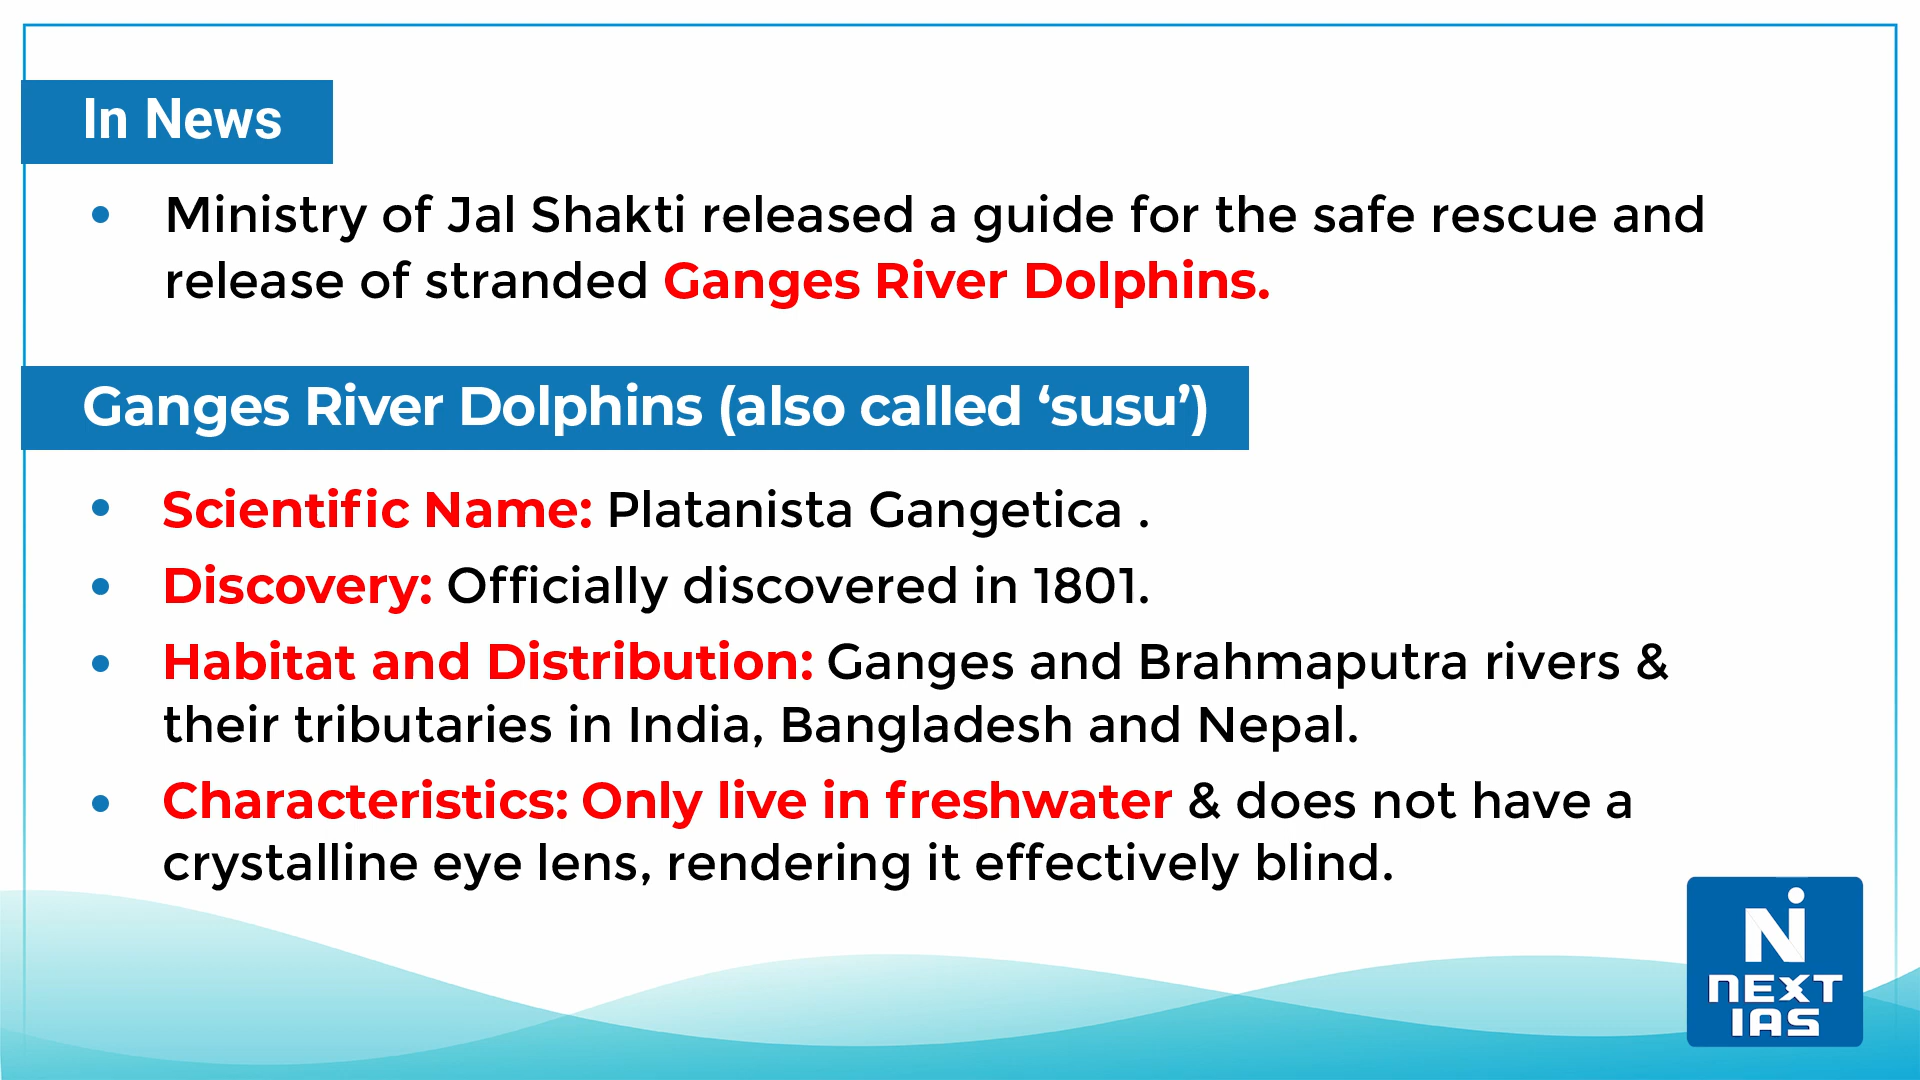 In News
• Ministry of Jal Shakti released a guide for the safe rescue and
release of stranded Ganges River Dolphins.
Ganges River Dolphins (also called ‘susu’)
• Scientific Name: Platanista Gangetica .
• Discovery: Officially discovered in 1801.
• Habitat and Distribution: Ganges and Brahmaputra rivers &
their tributaries in India, Bangladesh and Nepal.
• Characteristics: Only live in freshwater & does not have a
crystalline eye lens, rendering it effectively blind.
N
NEXT
IAS